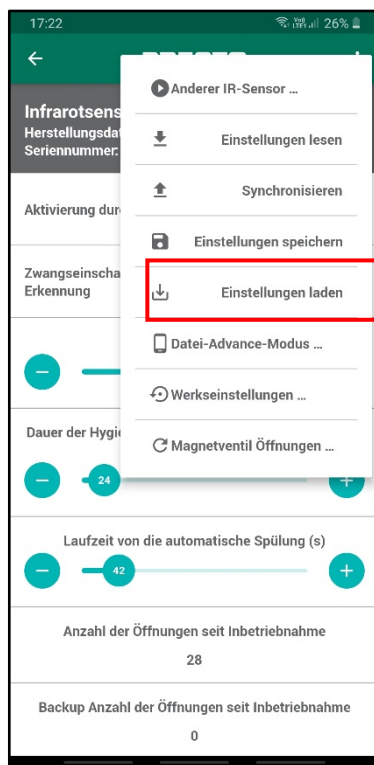 17:22
26%
Infrarotsens
Herstellungsdat
Seriennummer:
Anderer IR-Sensor ...
Einstellungen lesen
Synchronisieren
Einstellungen speichern
Einstellungen laden
Datei-Advance-Modus ...
Werkseinstellungen ...
Magnetventil Öffnungen ...
Aktivierung dur
Zwangseinscha
Erkennung
Dauer der Hygie
24
Laufzeit von die automatische Spülung (s)
42
Anzahl der Öffnungen seit Inbetriebnahme
28
Backup Anzahl der Öffnungen seit Inbetriebnahme
0